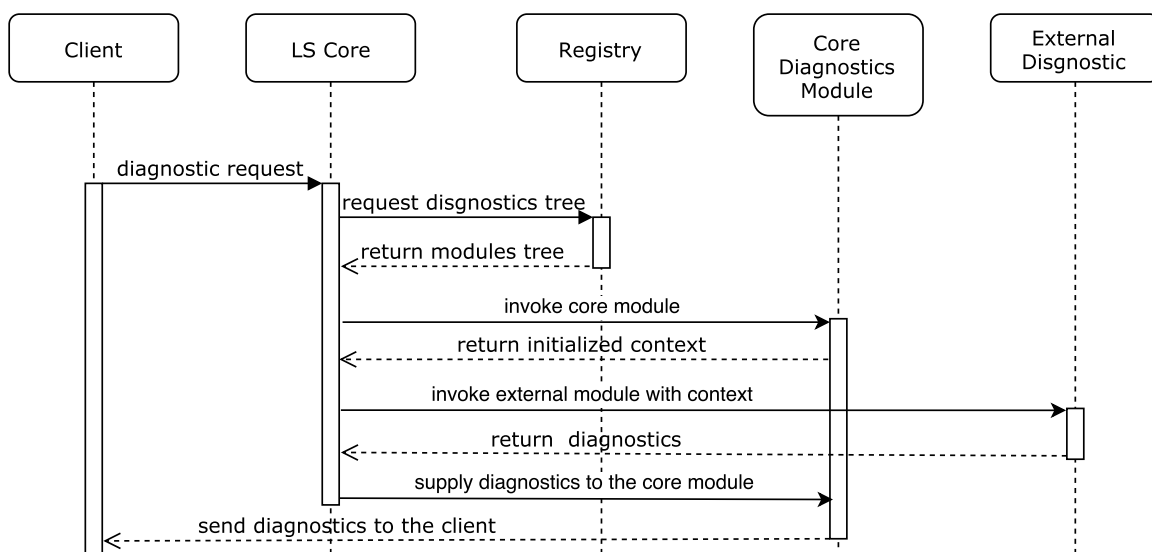 Client
LS Core
Registry
Core
Diagnostics
Module
External
Disgnostic
diagnostic request
request disgnostics tree
return modules tree
invoke core module
return initialized context
invoke external module with context
return diagnostics
supply diagnostics to the core module
send diagnostics to the client